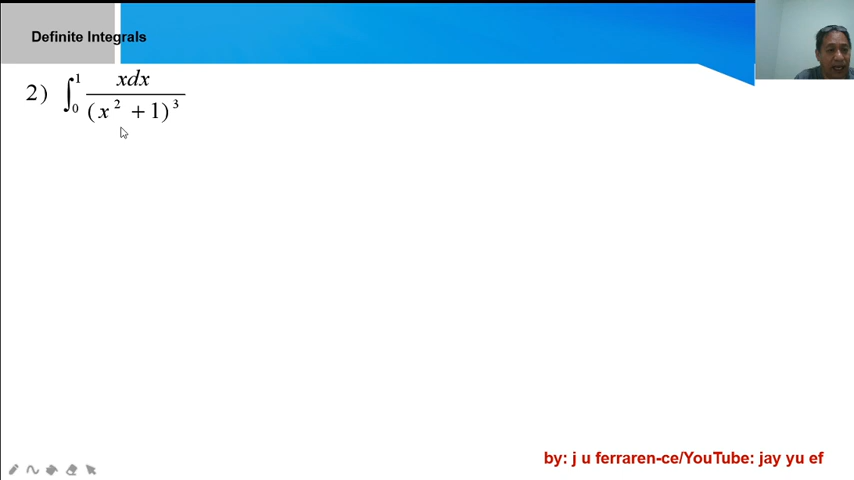 Definite Integrals
2) ∫₀¹ xdx / (x² + 1)³
by: j u ferraren-ce/YouTube: jay yu ef